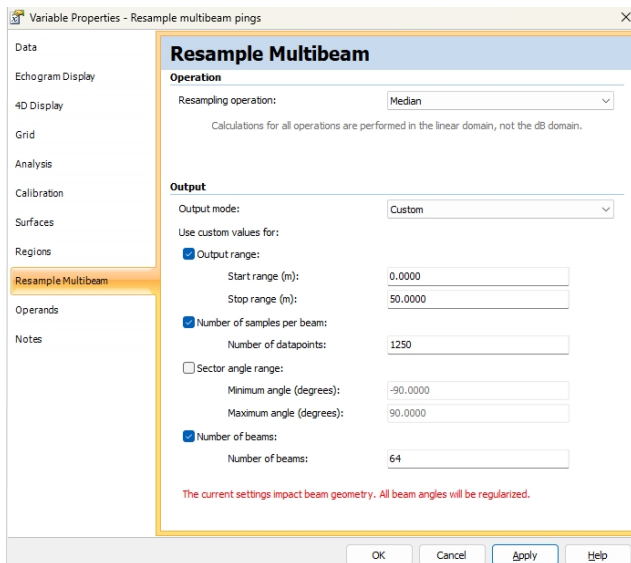 Variable Properties - Resample multibeam pings
Data
Echogram Display
4D Display
Grid
Analysis
Calibration
Surfaces
Regions
Resample Multibeam
Operands
Notes
Resample Multibeam
Operation
Resampling operation: Median
Calculations for all operations are performed in the linear domain, not the dB domain.
Output
Output mode: Custom
Use custom values for:
Output range:
Start range (m): 0.0000
Stop range (m): 50.0000
Number of samples per beam:
Number of datapoints: 1250
Sector angle range:
Minimum angle (degrees): -90.0000
Maximum angle (degrees): 90.0000
Number of beams:
Number of beams: 64
The current settings impact beam geometry. All beam angles will be regularized.
OK Cancel Apply Help